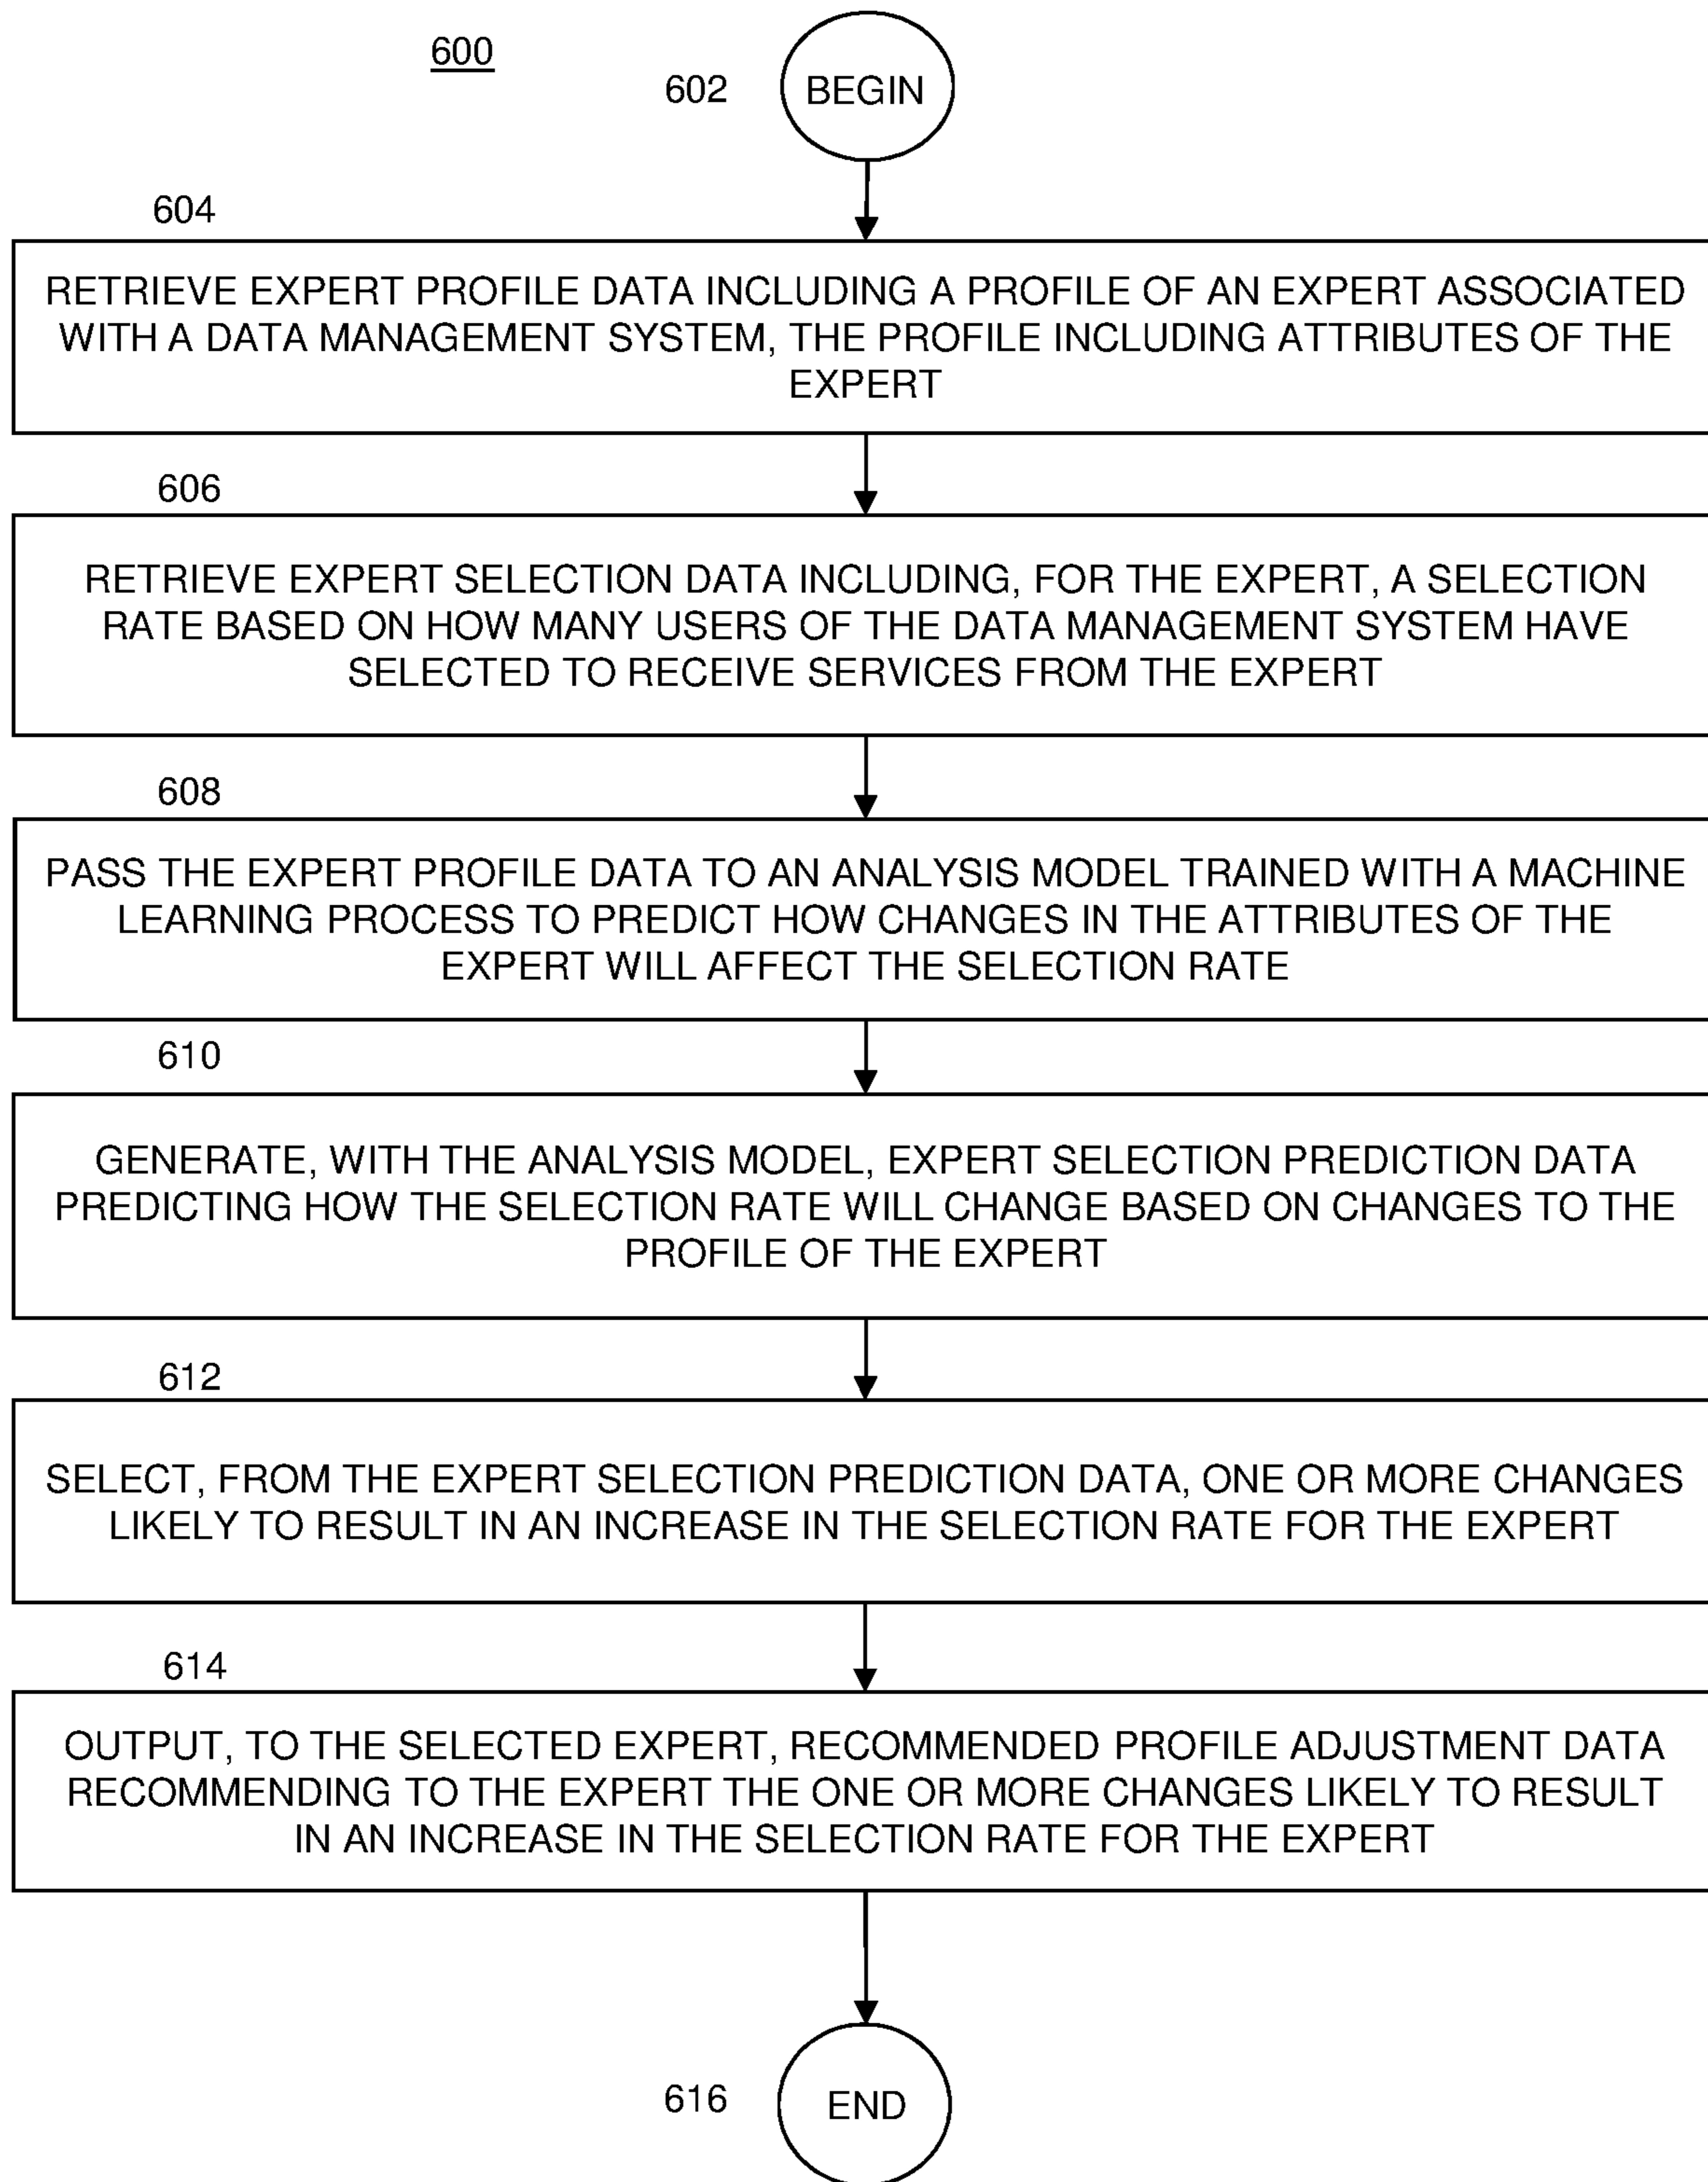 600
602
BEGIN
604
RETRIEVE EXPERT PROFILE DATA INCLUDING A PROFILE OF AN EXPERT ASSOCIATED
WITH A DATA MANAGEMENT SYSTEM, THE PROFILE INCLUDING ATTRIBUTES OF THE
EXPERT
606
RETRIEVE EXPERT SELECTION DATA INCLUDING, FOR THE EXPERT, A SELECTION
RATE BASED ON HOW MANY USERS OF THE DATA MANAGEMENT SYSTEM HAVE
SELECTED TO RECEIVE SERVICES FROM THE EXPERT
608
PASS THE EXPERT PROFILE DATA TO AN ANALYSIS MODEL TRAINED WITH A MACHINE
LEARNING PROCESS TO PREDICT HOW CHANGES IN THE ATTRIBUTES OF THE
EXPERT WILL AFFECT THE SELECTION RATE
610
GENERATE, WITH THE ANALYSIS MODEL, EXPERT SELECTION PREDICTION DATA
PREDICTING HOW THE SELECTION RATE WILL CHANGE BASED ON CHANGES TO THE
PROFILE OF THE EXPERT
612
SELECT, FROM THE EXPERT SELECTION PREDICTION DATA, ONE OR MORE CHANGES
LIKELY TO RESULT IN AN INCREASE IN THE SELECTION RATE FOR THE EXPERT
614
OUTPUT, TO THE SELECTED EXPERT, RECOMMENDED PROFILE ADJUSTMENT DATA
RECOMMENDING TO THE EXPERT THE ONE OR MORE CHANGES LIKELY TO RESULT
IN AN INCREASE IN THE SELECTION RATE FOR THE EXPERT
616
END